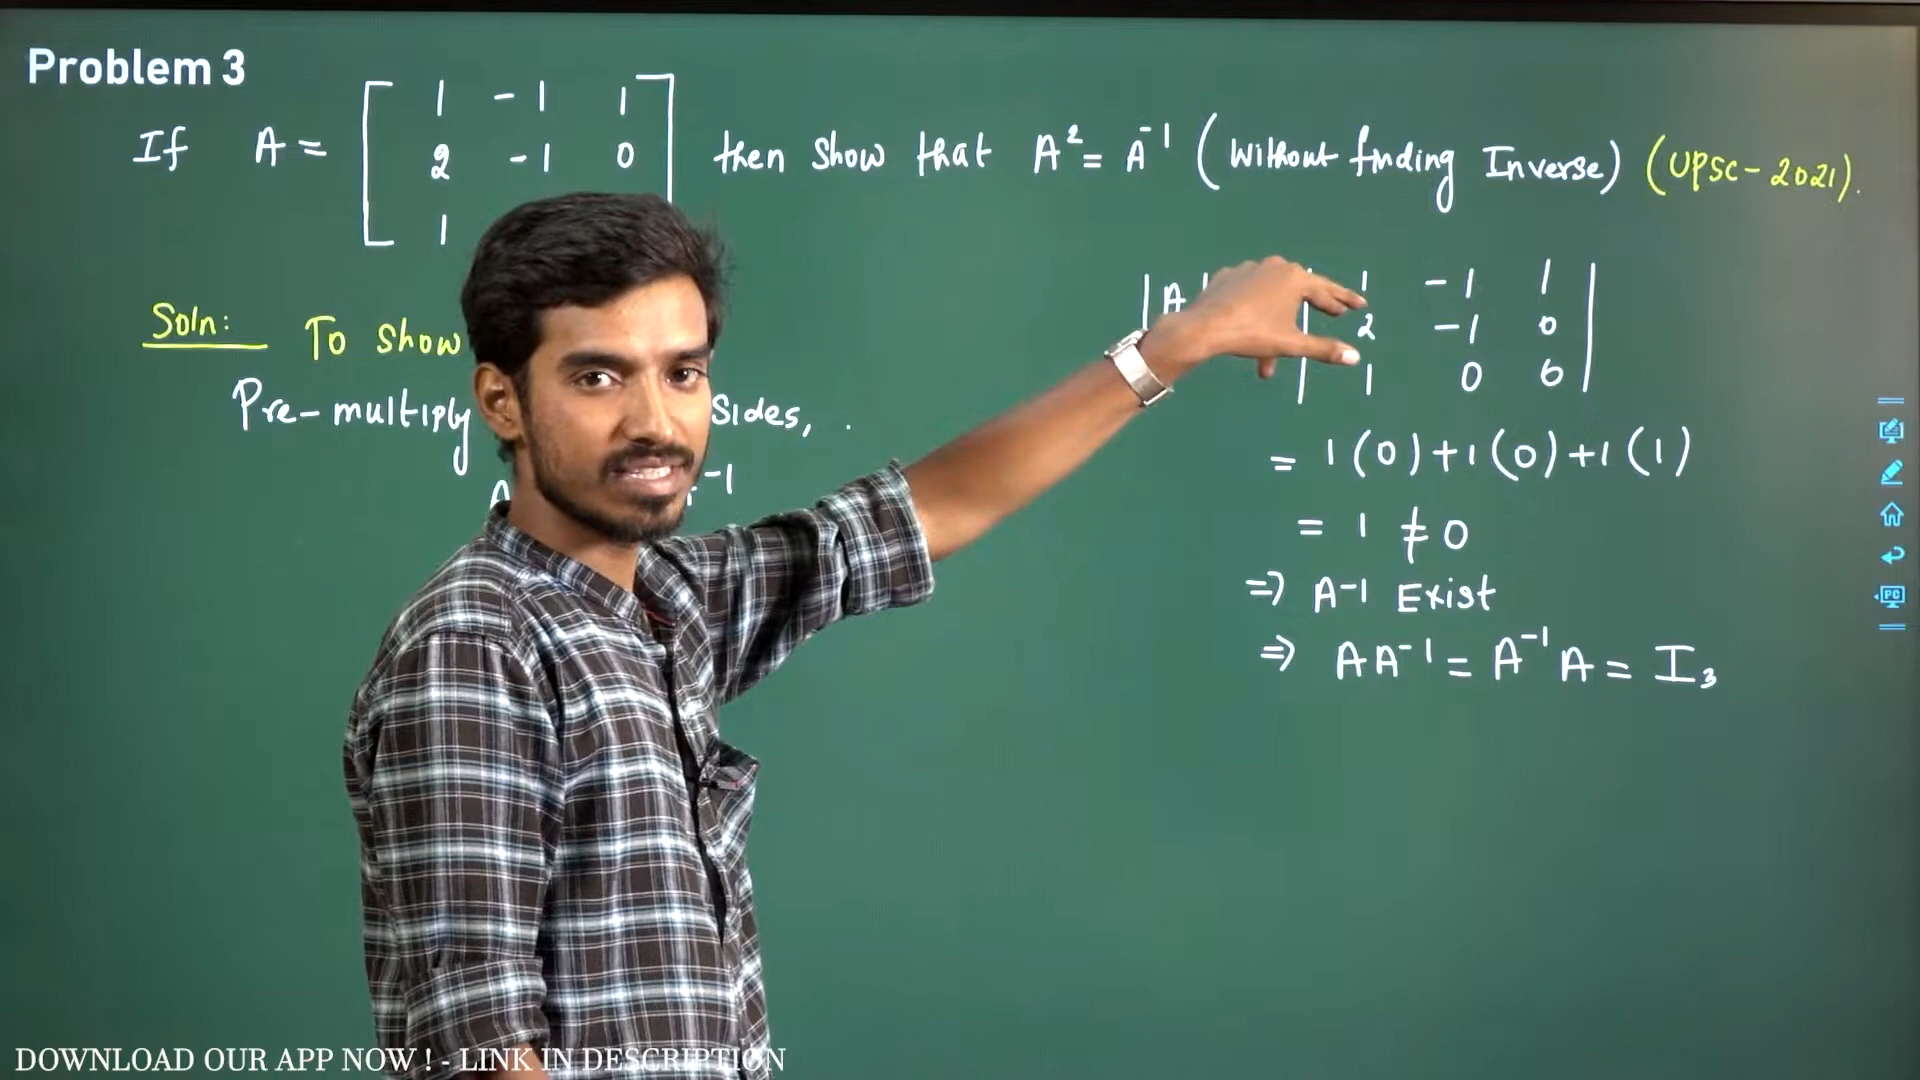 Problem 3
If A = [ 1 -1 1
2 -1 0
1 ] then show that A² = A⁻¹ (Without finding Inverse) (UPSC-2021).
Soln: To show
Pre-multiply sides,
A ⁻¹
|A| | 1 -1 1 |
| 2 -1 0 |
| 1 0 0 |
= 1(0)+1(0)+1(1)
= 1 ≠ 0
⇒ A-1 Exist
⇒ AA⁻¹ = A⁻¹A = I₃
PC
DOWNLOAD OUR APP NOW ! - LINK IN DESCRIPTION